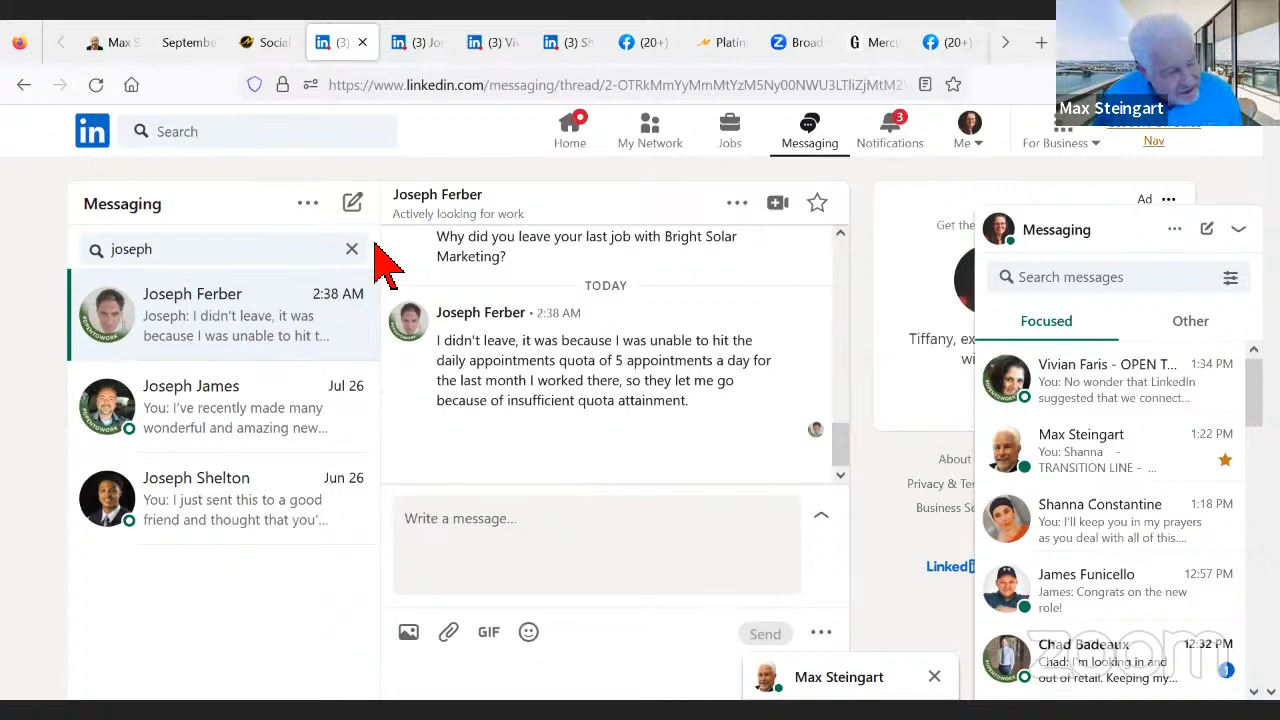 Max S
Septembe
Social
(3)
(3) Jos
(3) Viv
(3) Sh
(20+)
Platin
Broad
Merc
(20+)
https://www.linkedin.com/messaging/thread/2-OTRkMmYyMmMtYzM5Ny00NWU3LTliZjMtM2
Max Steingart
in
Search
Home
My Network
Jobs
Messaging
3
Notifications
Me
For Business
Nav
Messaging
joseph
Joseph Ferber
2:38 AM
Joseph: I didn't leave, it was
because I was unable to hit t...
Joseph James
Jul 26
You: I've recently made many
wonderful and amazing new...
Joseph Shelton
Jun 26
You: I just sent this to a good
friend and thought that you'...
Joseph Ferber
Actively looking for work
Why did you leave your last job with Bright Solar
Marketing?
TODAY
Joseph Ferber • 2:38 AM
I didn't leave, it was because I was unable to hit the
daily appointments quota of 5 appointments a day for
the last month I worked there, so they let me go
because of insufficient quota attainment.
Write a message...
GIF
Send
Max Steingart
Ad
Get the
Tiffany, ex
wi
About
Privacy & Ter
Business Se
Linked
Messaging
Search messages
Focused
Other
Vivian Faris - OPEN T...
1:34 PM
You: No wonder that LinkedIn
suggested that we connect...
Max Steingart
1:22 PM
You: Shanna -
TRANSITION LINE - ...
Shanna Constantine
1:18 PM
You: I'll keep you in my prayers
as you deal with all of this....
James Funicello
12:57 PM
James: Congrats on the new
role!
Chad Badeaux
12:32 PM
Chad: I'm looking in and
out of retail. Keeping my...
zoom